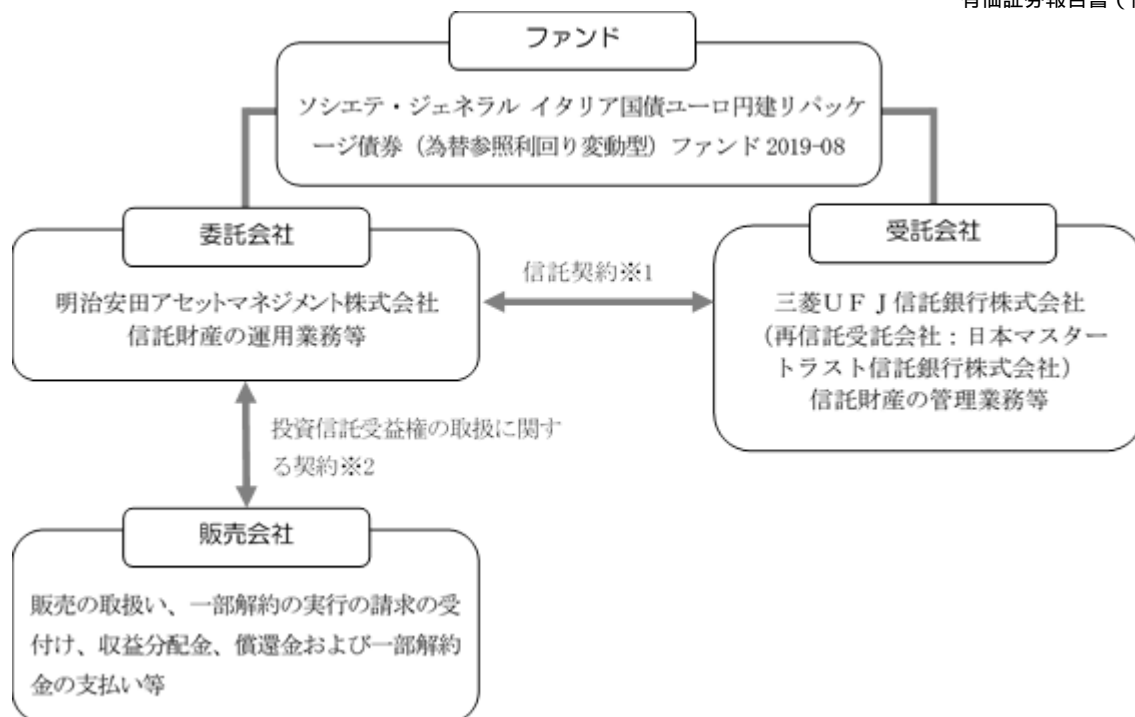 有価証券報告書(
ファンド
ソシエテ・ジェネラル イタリア国債ユーロ円建リパッケ
ージ債券（為替参照利回り変動型）ファンド 2019-08
委託会社
明治安田アセットマネジメント株式会社
信託財産の運用業務等
信託契約※1
受託会社
三菱ＵＦＪ信託銀行株式会社
（再信託受託会社：日本マスター
トラスト信託銀行株式会社）
信託財産の管理業務等
投資信託受益権の取扱に関す
る契約※2
販売会社
販売の取扱い、一部解約の実行の請求の受
付け、収益分配金、償還金および一部解約
金の支払い等